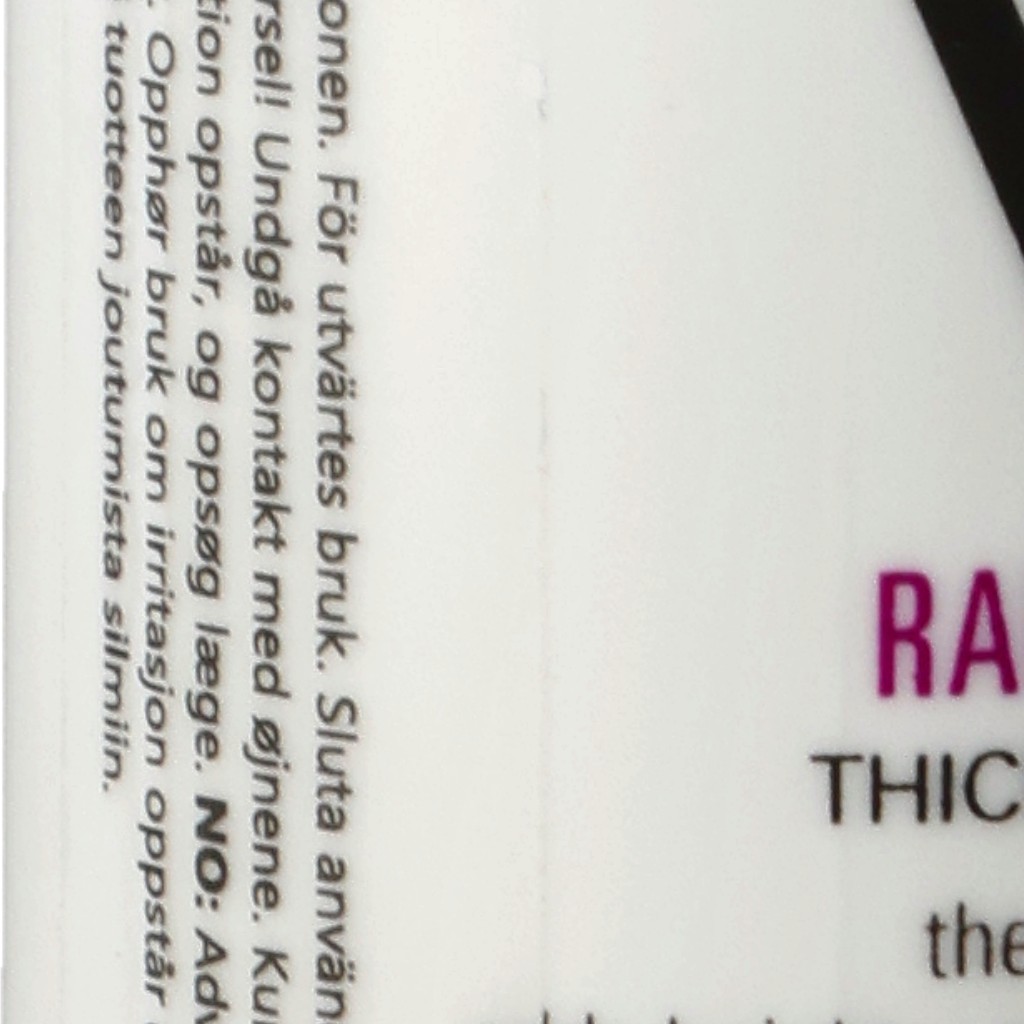 onen. För utvärtes bruk. Sluta använ
rsel! Undgå kontakt med øjnene. Ku
tion opstår, og opsøg læge. NO: Adv
. Opphør bruk om irritasjon oppstår
tuotteen joutumista silmiin.
RA
THIC
the